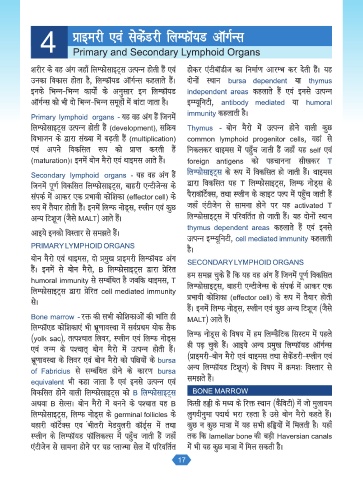 4
प्राइमरी एवं सेकेंडरी लिम्फॉयड ऑर्गन्स
Primary and Secondary Lymphoid Organs
शरीर के वह अंग जहाँ लिम्फोसाइट्स उत्पन्न होती हैं एवं
उनका विकास होता है, लिम्फॉयड ऑर्गन्स कहलाते हैं।
इनके भिन्न-भिन्न कार्यों के अनुसार इन लिम्फॉयड
ऑर्गन्स को भी दो भिन्न-भिन्न समूहों में बांटा जाता है।
Primary lymphoid organs - यह वह अंग हैं जिनमें
लिम्फोसाइट्स उत्पन्न होती हैं (development), सक्रिय
विभाजन के द्वारा संख्या में बढ़ती हैं (multiplication)
एवं अपने विकसित रूप को प्राप्त करती हैं
(maturation)। इनमें बोन मैरो एवं थाइमस आते हैं।
Secondary lymphoid organs - यह वह अंग हैं
जिनमें पूर्ण विकसित लिम्फोसाइट्स, बाहरी एन्टीजेन्स के
संपर्क में आकर एक प्रभावी कोशिका (effector cell) के
रूप में तैयार होती हैं। इनमें लिम्फ नोड्स, स्प्लीन एवं कुछ
अन्य टिशूज (जैसे MALT) आते हैं।
आइये इनको विस्तार से समझते हैं।
PRIMARY LYMPHOID ORGANS
बोन मैरो एवं थाइमस, दो प्रमुख प्राइमरी लिम्फॉयड अंग
हैं। इनमें से बोन मैरो, B लिम्फोसाइट्स द्वारा प्रेरित
humoral immunity से सम्बंधित है जबकि थाइमस, T
लिम्फोसाइट्स द्वारा प्रेरित cell mediated immunity
से।
Bone marrow - रक्त की सभी कोशिकाओं की भांति ही
लिम्फॉएड कोशिकाएं भी भ्रूणावस्था में सर्वप्रथम योक सैक
(yolk sac), तत्पश्चात लिवर, स्प्लीन एवं लिम्फ नोड्स
एवं जन्म के पश्चात् बोन मैरो में उत्पन्न होती हैं।
भ्रूणावस्था के लिवर एवं बोन मैरो को पक्षियों के bursa
of Fabricius से सम्बंधित होने के कारण bursa
equivalent भी कहा जाता है एवं इनसे उत्पन्न एवं
विकसित होने वाली लिम्फोसाइट्स को B लिम्फोसाइट्स
अथवा B सेल्स। बोन मैरो में बनने के पश्चात यह B
लिम्फोसाइट्स, लिम्फ नोड्स के germinal follicles के
बहारी कॉर्टेक्स एवं भीतरी मेडयुलरी कॉर्ड्स में तथा
स्प्लीन के लिम्फॉयड फॉलिकल्स में पहुँच जाती हैं जहाँ
एंटीजेन से सामना होने पर यह प्लाज्मा सेल में परिवर्तित
होकर एंटीबॉडीज का निर्माण आरम्भ कर देती हैं। यह
दोनों स्थान bursa dependent या thymus
independent areas कहलाते हैं एवं इनसे उत्पन्न
इम्म्यूनिटी, antibody mediated या humoral
immunity कहलाती है।
Thymus - बोन मैरो में उत्पन्न होने वाली कुछ
common lymphoid progenitor cells, वहां से
निकलकर थाइमस में पहुँच जाती हैं जहाँ यह self एवं
foreign antigens को पहचानना सीखकर T
लिम्फोसाइट्स के रूप में विकसित हो जाती हैं। थाइमस
द्वारा विकसित यह T लिम्फोसाइट्स, लिम्फ नोड्स के
पैराकॉर्टेक्स, तथा स्प्लीन के व्हाइट पल्प में पहुँच जाती हैं
जहाँ एंटीजेन से सामना होने पर यह activated T
लिम्फोसाइट्स में परिवर्तित हो जाती हैं। यह दोनों स्थान
thymus dependent areas कहलाते हैं एवं इनसे
उत्पन्न इम्म्यूनिटी, cell mediated immunity कहलाती
है।
SECONDARY LYMPHOID ORGANS
हम समझ चुके हैं कि यह वह अंग हैं जिनमें पूर्ण विकसित
लिम्फोसाइट्स, बाहरी एन्टीजेन्स के संपर्क में आकर एक
प्रभावी कोशिका (effector cell) के रूप में तैयार होती
हैं। इनमें लिम्फ नोड्स, स्प्लीन एवं कुछ अन्य टिशूज (जैसे
MALT) आते हैं।
लिम्फ नोड्स के विषय में हम लिम्फैटिक सिस्टम में पहले
ही पढ़ चुके हैं। आइये अन्य प्रमुख लिम्फॉयड ऑर्गन्स
(प्राइमरी-बोन मैरो एवं थाइमस तथा सेकेंडरी-स्प्लीन एवं
अन्य लिम्फॉयड टिशूज) के विषय में क्रमशः विस्तार से
समझते हैं।
BONE MARROW
किसी हड्डी के मध्य के रिक्त स्थान (कैविटी) में जो मुलायम
लुगदीनुमा पदार्थ भरा रहता है उसे बोन मैरो कहते हैं।
कुछ न कुछ मात्रा में यह सभी हड्डियों में मिलती है। यहाँ
तक कि lamellar bone की बड़ी Haversian canals
में भी यह कुछ मात्रा में मिल सकती है।
17